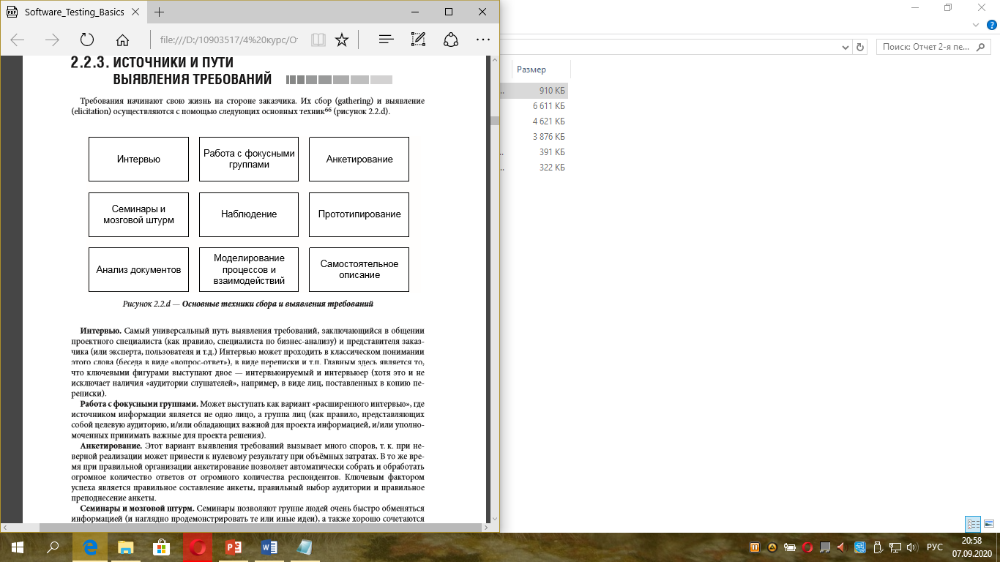 Software_Testing_Basics
file:///D:/10903517/4%20курс/О
2.2.3. ИСТОЧНИКИ И ПУТИ
ВЫЯВЛЕНИЯ ТРЕБОВАНИЙ
Требования начинают свою жизнь на стороне заказчика. Их сбор (gathering) и выявление
(elicitation) осуществляются с помощью следующих основных техник66 (рисунок 2.2.d).
Интервью
Работа с фокусными
группами
Анкетирование
Семинары и
мозговой штурм
Наблюдение
Прототипирование
Анализ документов
Моделирование
процессов и
взаимодействий
Самостоятельное
описание
Рисунок 2.2.d — Основные техники сбора и выявления требований
Интервью. Самый универсальный путь выявления требований, заключающийся в общении
проектного специалиста (как правило, специалиста по бизнес-анализу) и представителя заказ-
чика (или эксперта, пользователя и т.д.) Интервью может проходить в классическом понимании
этого слова (беседа в виде «вопрос-ответ»), в виде переписки и т.п. Главным здесь является то,
что ключевыми фигурами выступают двое — интервьюируемый и интервьюер (хотя это и не
исключает наличия «аудитории слушателей», например, в виде лиц, поставленных в копию пе-
реписки).
Работа с фокусными группами. Может выступать как вариант «расширенного интервью», где
источником информации является не одно лицо, а группа лиц (как правило, представляющих
собой целевую аудиторию, и/или обладающих важной для проекта информацией, и/или уполно-
моченных принимать важные для проекта решения).
Анкетирование. Этот вариант выявления требований вызывает много споров, т. к. при не-
верной реализации может привести к нулевому результату при объёмных затратах. В то же вре-
мя при правильной организации анкетирование позволяет автоматически собрать и обработать
огромное количество ответов от огромного количества респондентов. Ключевым фактором
успеха является правильное составление анкеты, правильный выбор аудитории и правильное
преподнесение анкеты.
Семинары и мозговой штурм. Семинары позволяют группе людей очень быстро обменяться
информацией (и наглядно продемонстрировать те или иные идеи), а также хорошо сочетаются
Поиск: Отчет 2-я пе...
Размер
910 КБ
6 611 КБ
4 621 КБ
3 876 КБ
391 КБ
322 КБ
РУС
20:58
07.09.2020